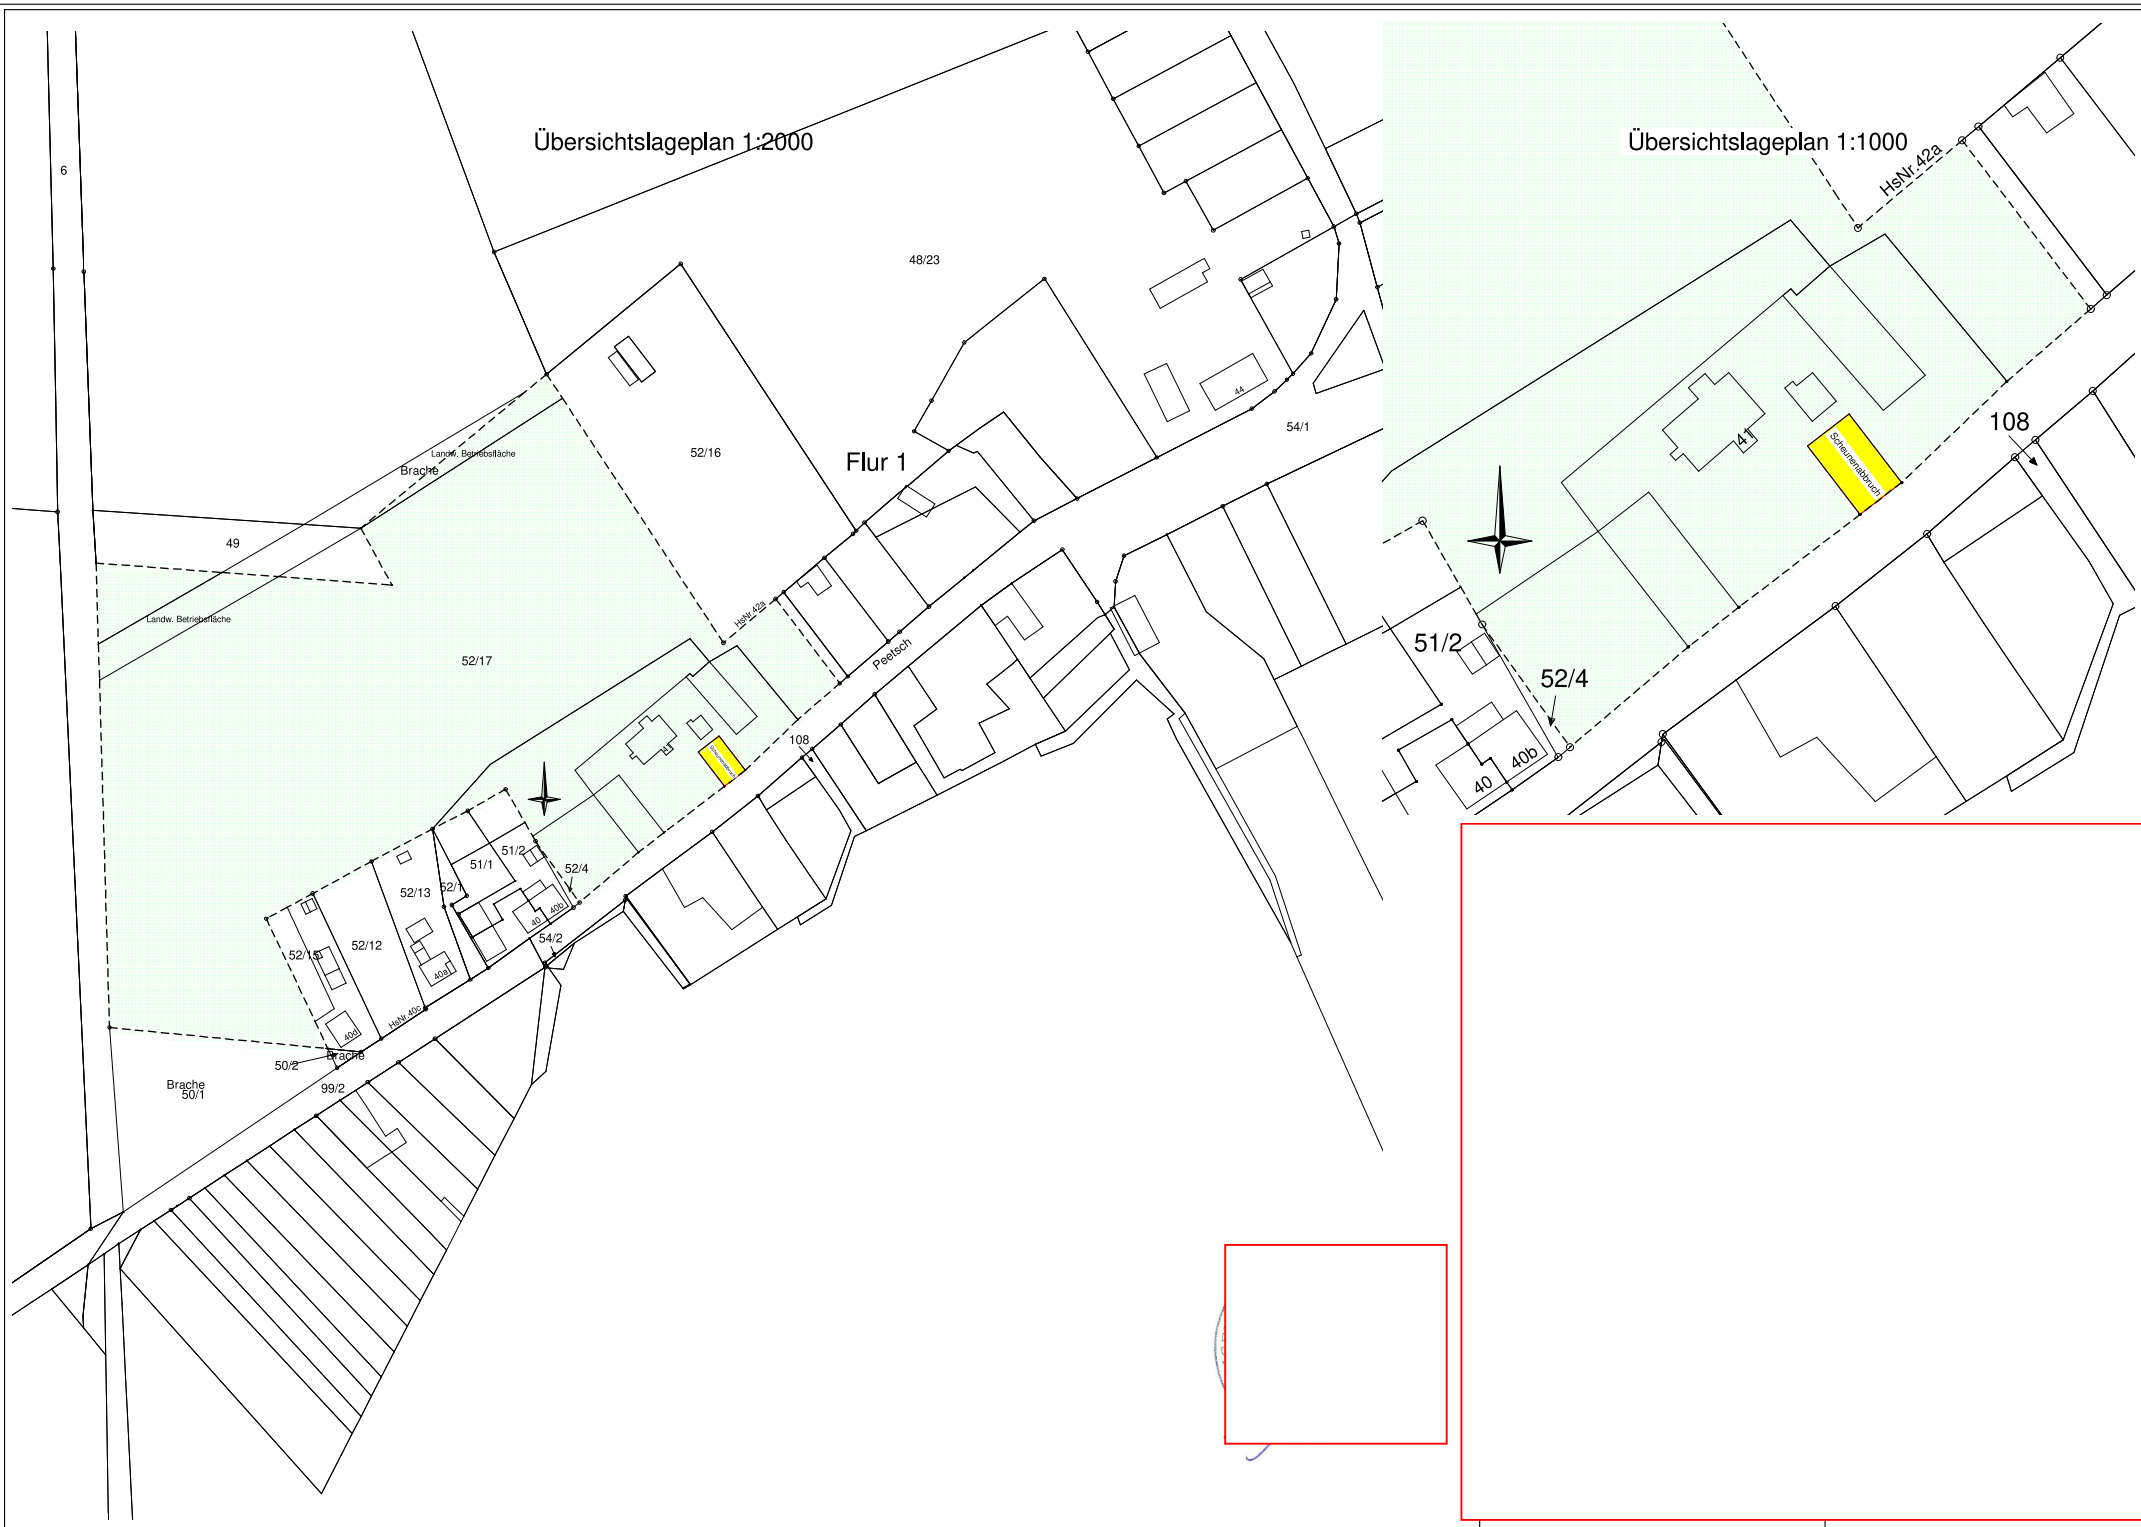 Übersichtslageplan 1:2000
Übersichtslageplan 1:1000
6
HsNr.42a
48/23
44
54/1
52/16
Landw. Betriebsfläche
Brache
Flur 1
108
Scheunenabbruch
41
49
Landw. Betriebsfläche
52/17
HsNr.42a
Peetsch
51/2
52/4
40
40b
108
41
Scheunenabbruch
51/2
51/1
52/4
52/13
52/1
40b
40
54/2
52/12
52/15
40a
HsNr.40c
40d
Brache
50/2
99/2
Brache
50/1